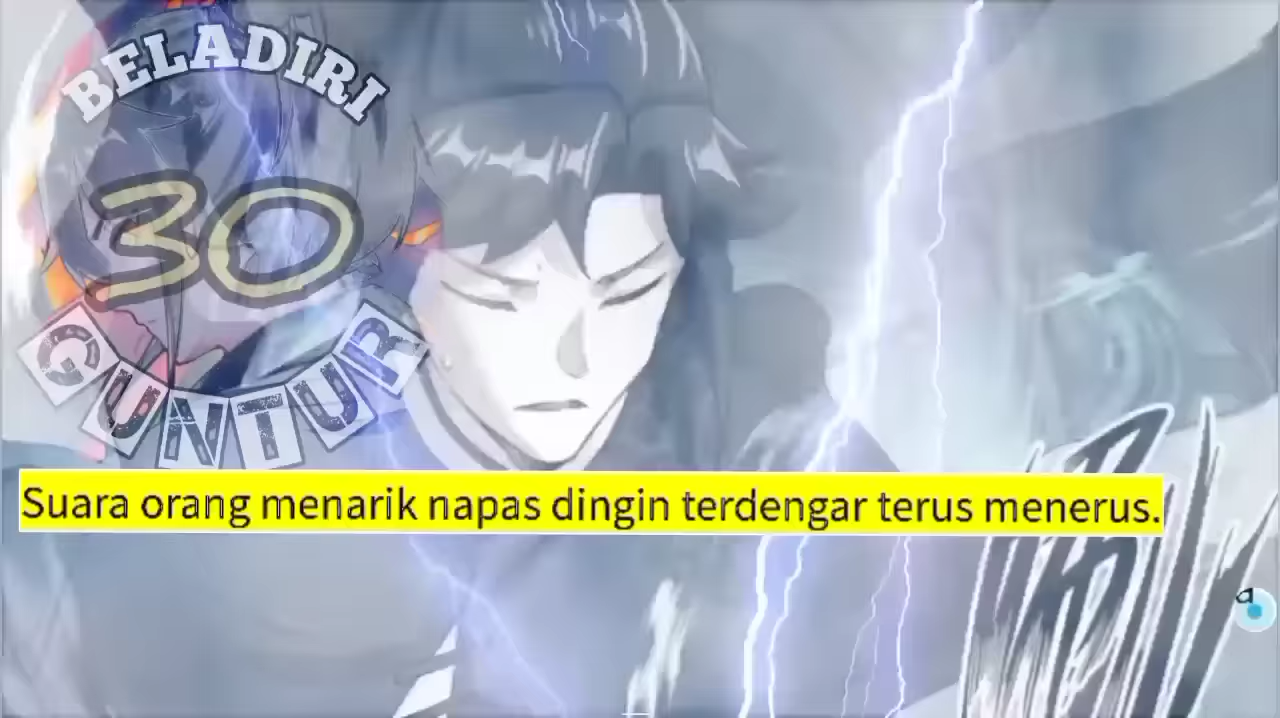 BELADIRI
30
GUNTUR
Suara orang menarik napas dingin terdengar terus menerus.
a